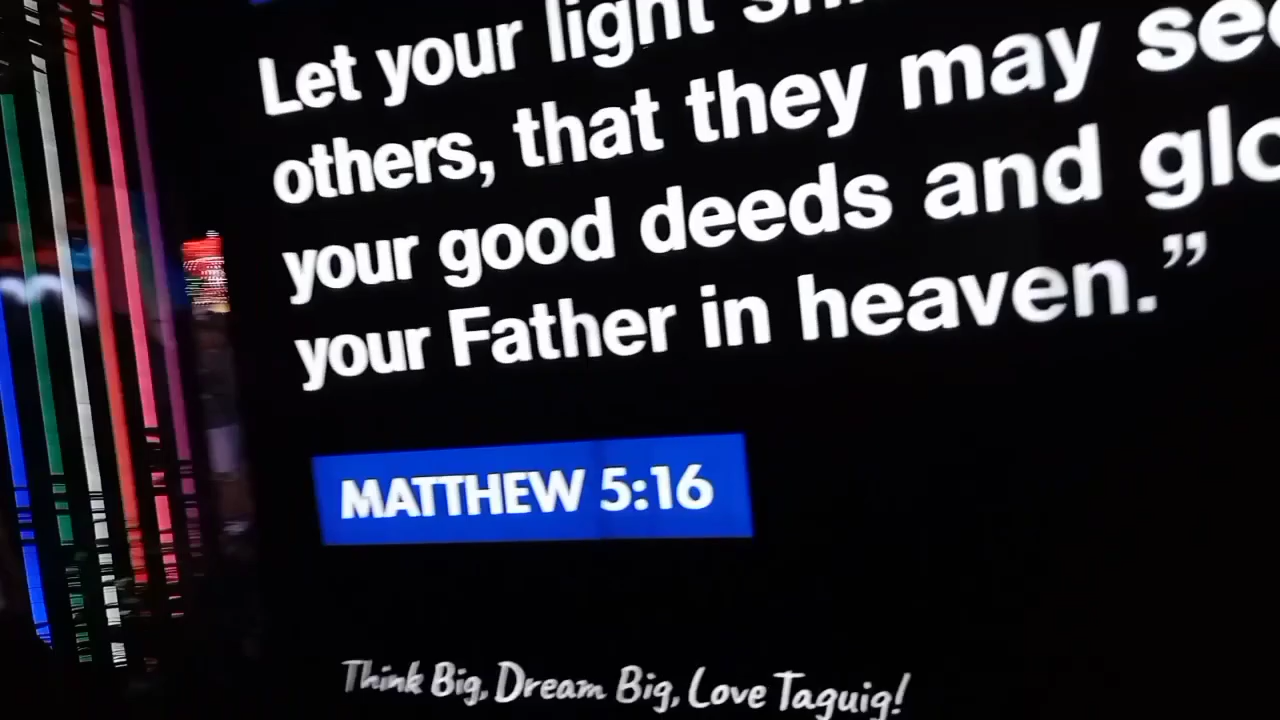 Let your light
others, that they may
your good deeds and
your Father in heaven.”
MATTHEW 5:16
Think Big, Dream Big, Love Taguig!